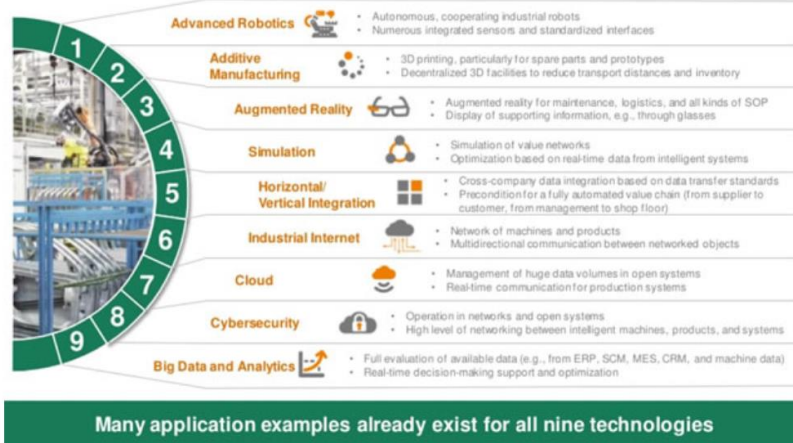 1
Advanced Robotics
• Autonomous, cooperating industrial robots
• Numerous integrated sensors and standardized interfaces
2
Additive
Manufacturing
• 3D printing, particularly for spare parts and prototypes
• Decentralized 3D facilities to reduce transport distances and inventory
3
Augmented Reality
• Augmented reality for maintenance, logistics, and all kinds of SOP
• Display of supporting information, e.g., through glasses
4
Simulation
• Simulation of value networks
• Optimization based on real-time data from intelligent systems
5
Horizontal/
Vertical Integration
• Cross-company data integration based on data transfer standards
• Precondition for a fully automated value chain (from supplier to
customer, from management to shop floor)
6
Industrial Internet
• Network of machines and products
• Multidirectional communication between networked objects
7
Cloud
• Management of huge data volumes in open systems
• Real-time communication for production systems
8
Cybersecurity
• Operation in networks and open systems
• High level of networking between intelligent machines, products, and systems
9
Big Data and Analytics
• Full evaluation of available data (e.g., from ERP, SCM, MES, CRM, and machine data)
• Real-time decision-making support and optimization
Many application examples already exist for all nine technologies